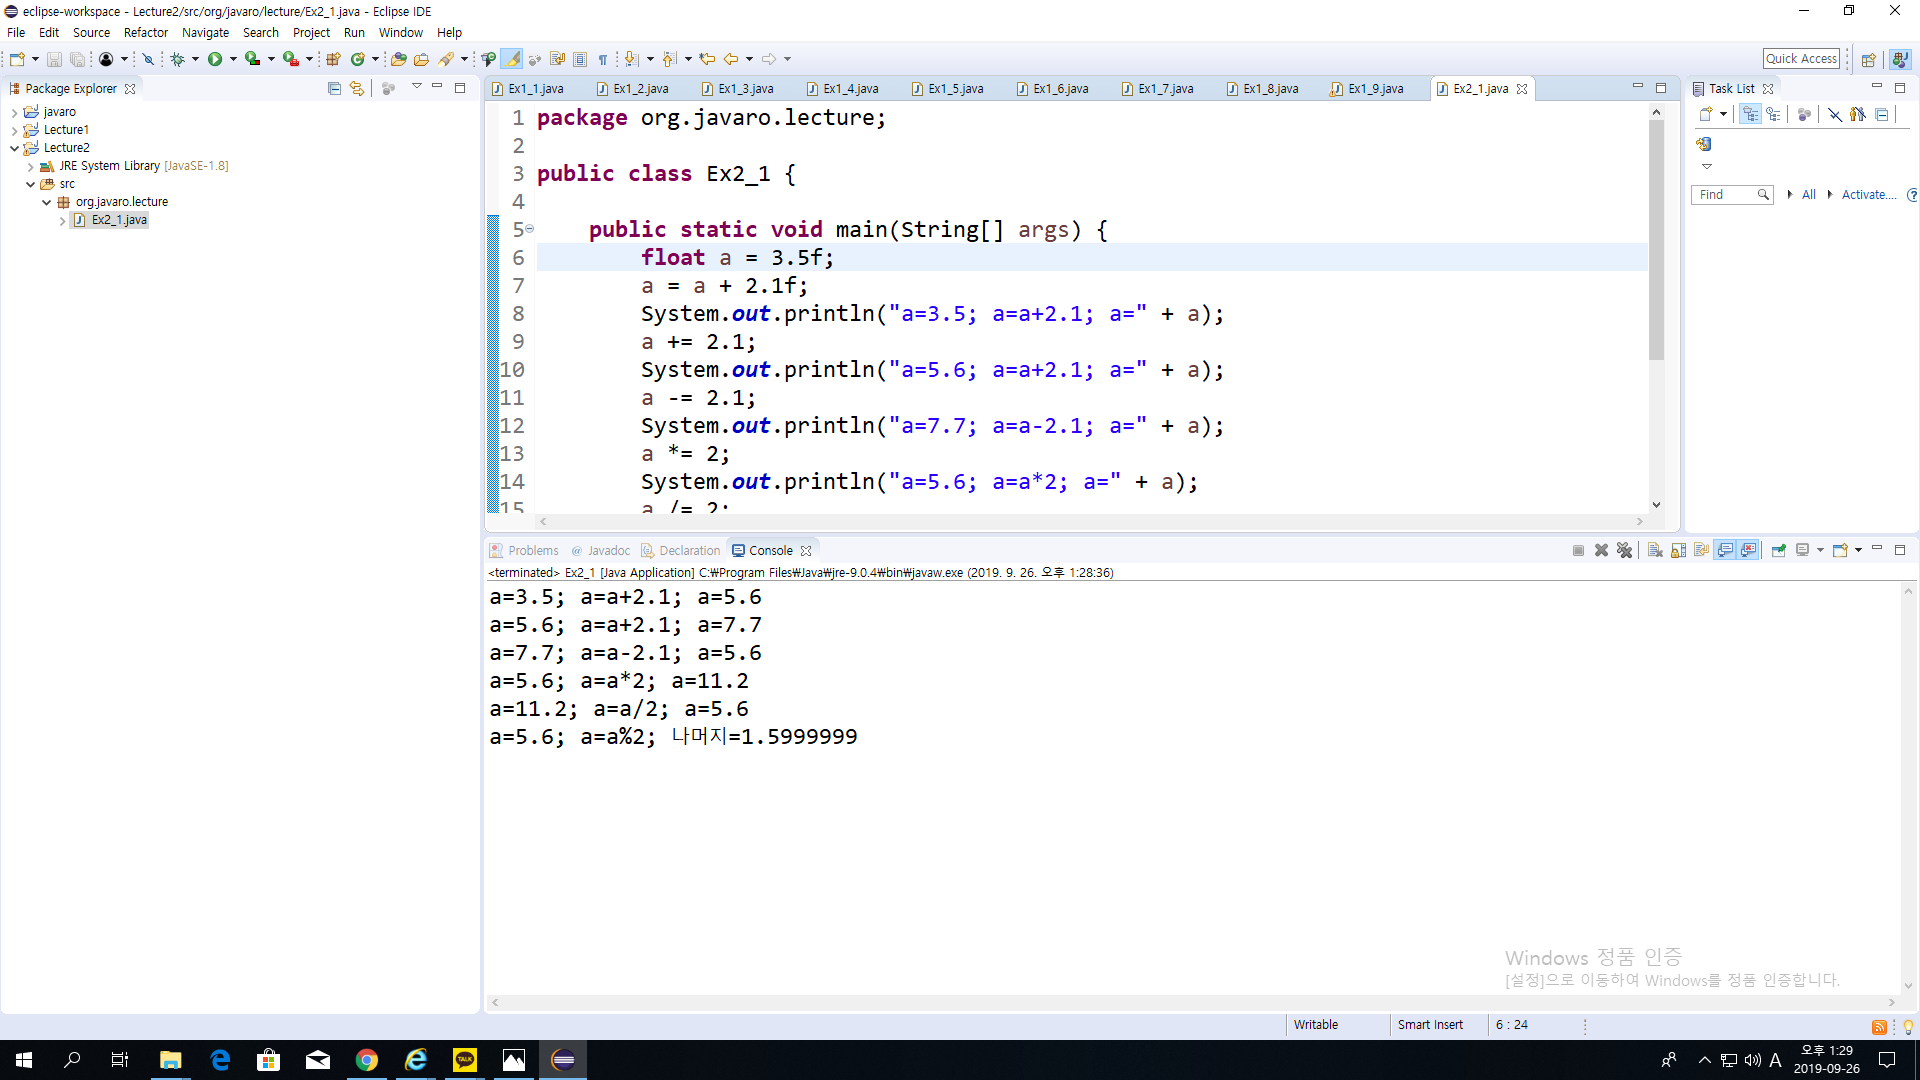 eclipse-workspace - Lecture2/src/org/javaro/lecture/Ex2_1.java - Eclipse IDE
File Edit Source Refactor Navigate Search Project Run Window Help
Quick Access
Package Explorer
javaro
Lecture1
Lecture2
JRE System Library [JavaSE-1.8]
src
org.javaro.lecture
Ex2_1.java
Ex1_1.java Ex1_2.java Ex1_3.java Ex1_4.java Ex1_5.java Ex1_6.java Ex1_7.java Ex1_8.java Ex1_9.java Ex2_1.java
1 package org.javaro.lecture;
2
3 public class Ex2_1 {
4
5 public static void main(String[] args) {
6 float a = 3.5f;
7 a = a + 2.1f;
8 System.out.println("a=3.5; a=a+2.1; a=" + a);
9 a += 2.1;
10 System.out.println("a=5.6; a=a+2.1; a=" + a);
11 a -= 2.1;
12 System.out.println("a=7.7; a=a-2.1; a=" + a);
13 a *= 2;
14 System.out.println("a=5.6; a=a*2; a=" + a);
15 a /= 2;
Task List
Find All Activate....
Problems @ Javadoc Declaration Console
<terminated> Ex2_1 [Java Application] C:₩Program Files₩Java₩jre-9.0.4₩bin₩javaw.exe (2019. 9. 26. 오후 1:28:36)
a=3.5; a=a+2.1; a=5.6
a=5.6; a=a+2.1; a=7.7
a=7.7; a=a-2.1; a=5.6
a=5.6; a=a*2; a=11.2
a=11.2; a=a/2; a=5.6
a=5.6; a=a%2; 나머지=1.5999999
Windows 정품 인증
[설정]으로 이동하여 Windows를 정품 인증합니다.
Writable Smart Insert 6 : 24
TALK
A
오후 1:29
2019-09-26